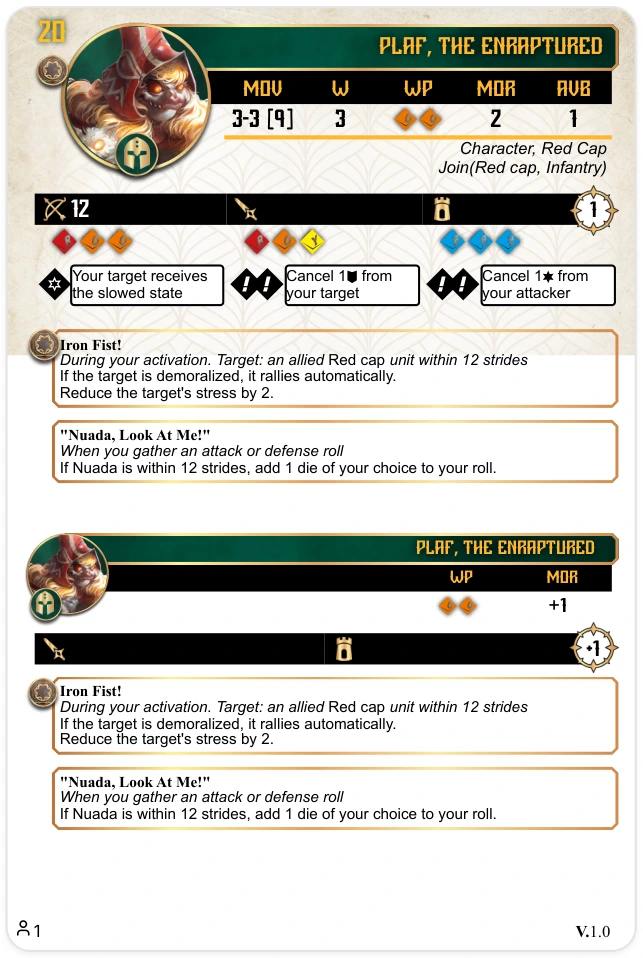 20
PLAF, THE ENRAPTURED
MOV W WP MOR AVB
3-3 [9] 3 2 1
Character, Red Cap
Join(Red cap, Infantry)
12
1
Your target receives
the slowed state
Cancel 1 from
your target
Cancel 1 from
your attacker
Iron Fist!
During your activation. Target: an allied Red cap unit within 12 strides
If the target is demoralized, it rallies automatically.
Reduce the target's stress by 2.
"Nuada, Look At Me!"
When you gather an attack or defense roll
If Nuada is within 12 strides, add 1 die of your choice to your roll.
PLAF, THE ENRAPTURED
WP MOR
+1
+1
Iron Fist!
During your activation. Target: an allied Red cap unit within 12 strides
If the target is demoralized, it rallies automatically.
Reduce the target's stress by 2.
"Nuada, Look At Me!"
When you gather an attack or defense roll
If Nuada is within 12 strides, add 1 die of your choice to your roll.
1
V.1.0